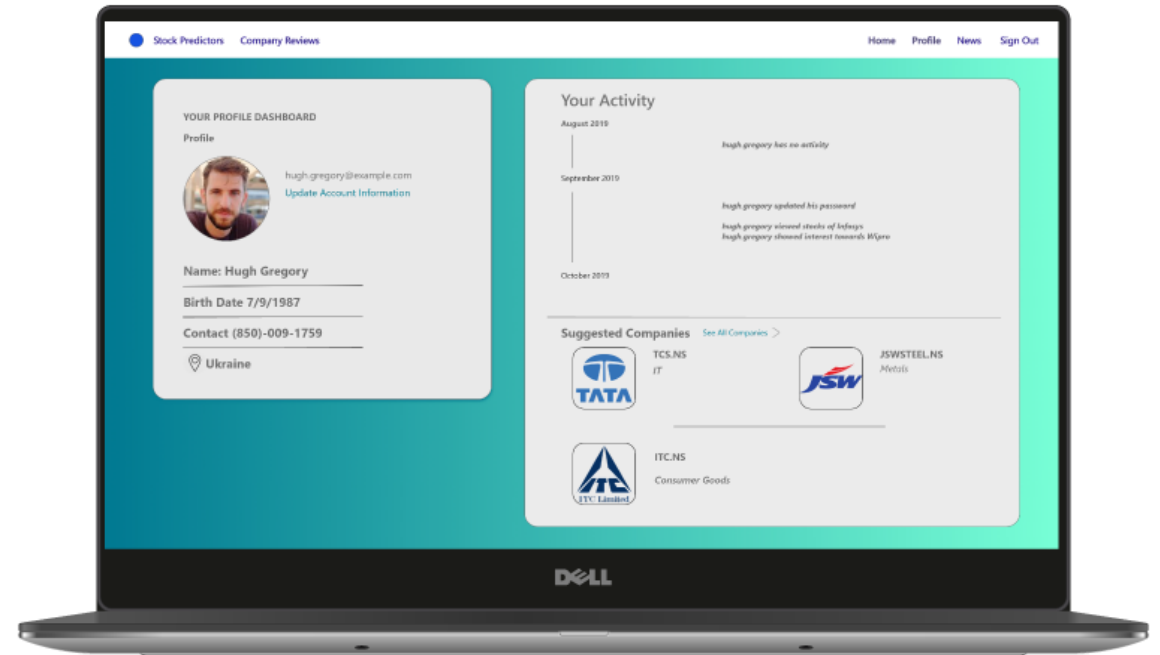 Stock Predictors Company Reviews Home Profile News Sign Out
YOUR PROFILE DASHBOARD
Profile
hugh.gregory@example.com
Update Account Information
Name: Hugh Gregory
Birth Date 7/9/1987
Contact (850)-009-1759
Ukraine
Your Activity
August 2019
hugh.gregory has no activity
September 2019
hugh.gregory updated his password
hugh.gregory viewed stocks of Infosys
hugh.gregory showed interest towards Wipro
October 2019
Suggested Companies See All Companies
TATA
TCS.NS
IT
JSW
JSWSTEEL.NS
Metals
ITC
ITC Limited
ITC.NS
Consumer Goods
DELL